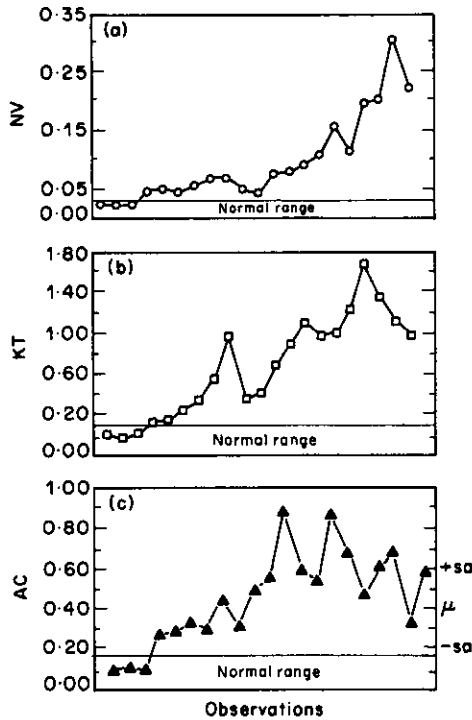 (a)
0·35
0·25
0·15
0·05
0·00
NV
Normal range
(b)
1·80
1·40
1·00
0·60
0·20
0·00
KT
Normal range
(c)
1·00
0·80
0·60
0·40
0·20
0·00
AC
+sa
μ
-sa
Normal range
Observations